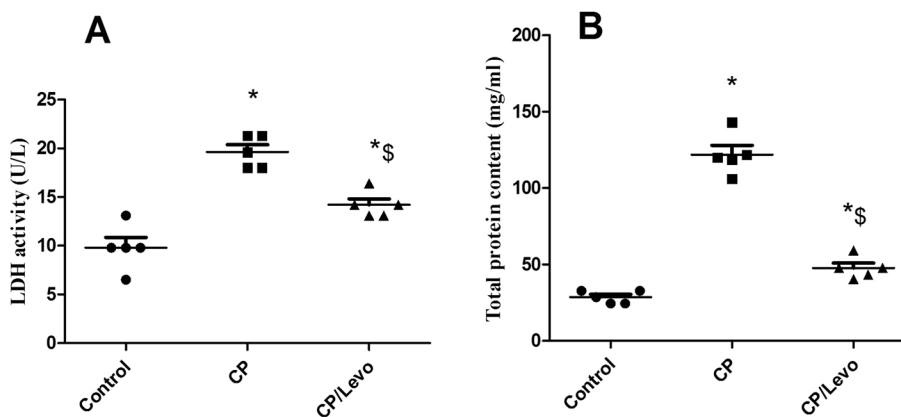 A
LDH activity (U/L)
25
20
15
10
5
0
*
*$
Control
CP
CP/Levo
B
Total protein content (mg/ml)
200
150
100
50
0
*
*$
Control
CP
CP/Levo